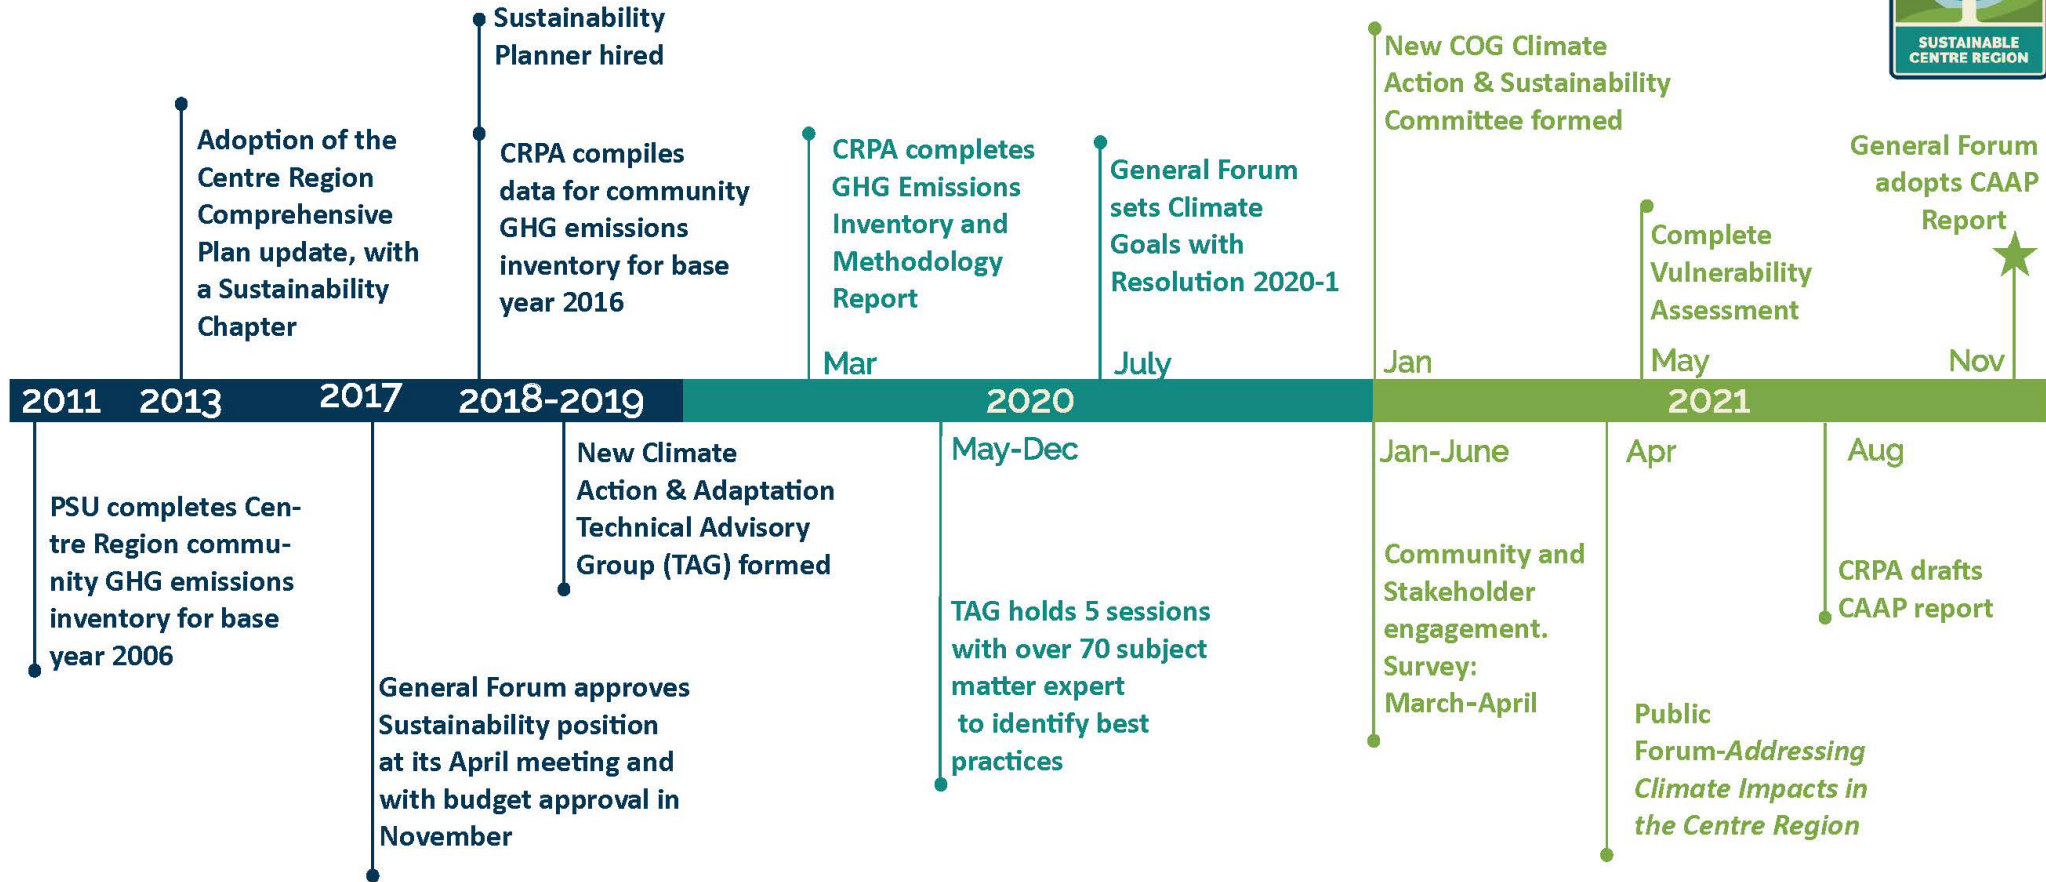 Sustainability
Planner hired
SUSTAINABLE
CENTRE REGION
Adoption of the
Centre Region
Comprehensive
Plan update, with
a Sustainability
Chapter
CRPA compiles
data for community
GHG emissions
inventory for base
year 2016
CRPA completes
GHG Emissions
Inventory and
Methodology
Report
Mar
General Forum
sets Climate
Goals with
Resolution 2020-1
July
New COG Climate
Action & Sustainability
Committee formed
Jan
Complete
Vulnerability
Assessment
May
General Forum
adopts CAAP
Report
Nov
2011 2013 2017 2018-2019 2020 2021
PSU completes Cen-
tre Region commu-
nity GHG emissions
inventory for base
year 2006
General Forum approves
Sustainability position
at its April meeting and
with budget approval in
November
New Climate
Action & Adaptation
Technical Advisory
Group (TAG) formed
May-Dec
TAG holds 5 sessions
with over 70 subject
matter expert
to identify best
practices
Jan-June
Community and
Stakeholder
engagement.
Survey:
March-April
Apr
Public
Forum-Addressing
Climate Impacts in
the Centre Region
Aug
CRPA drafts
CAAP report